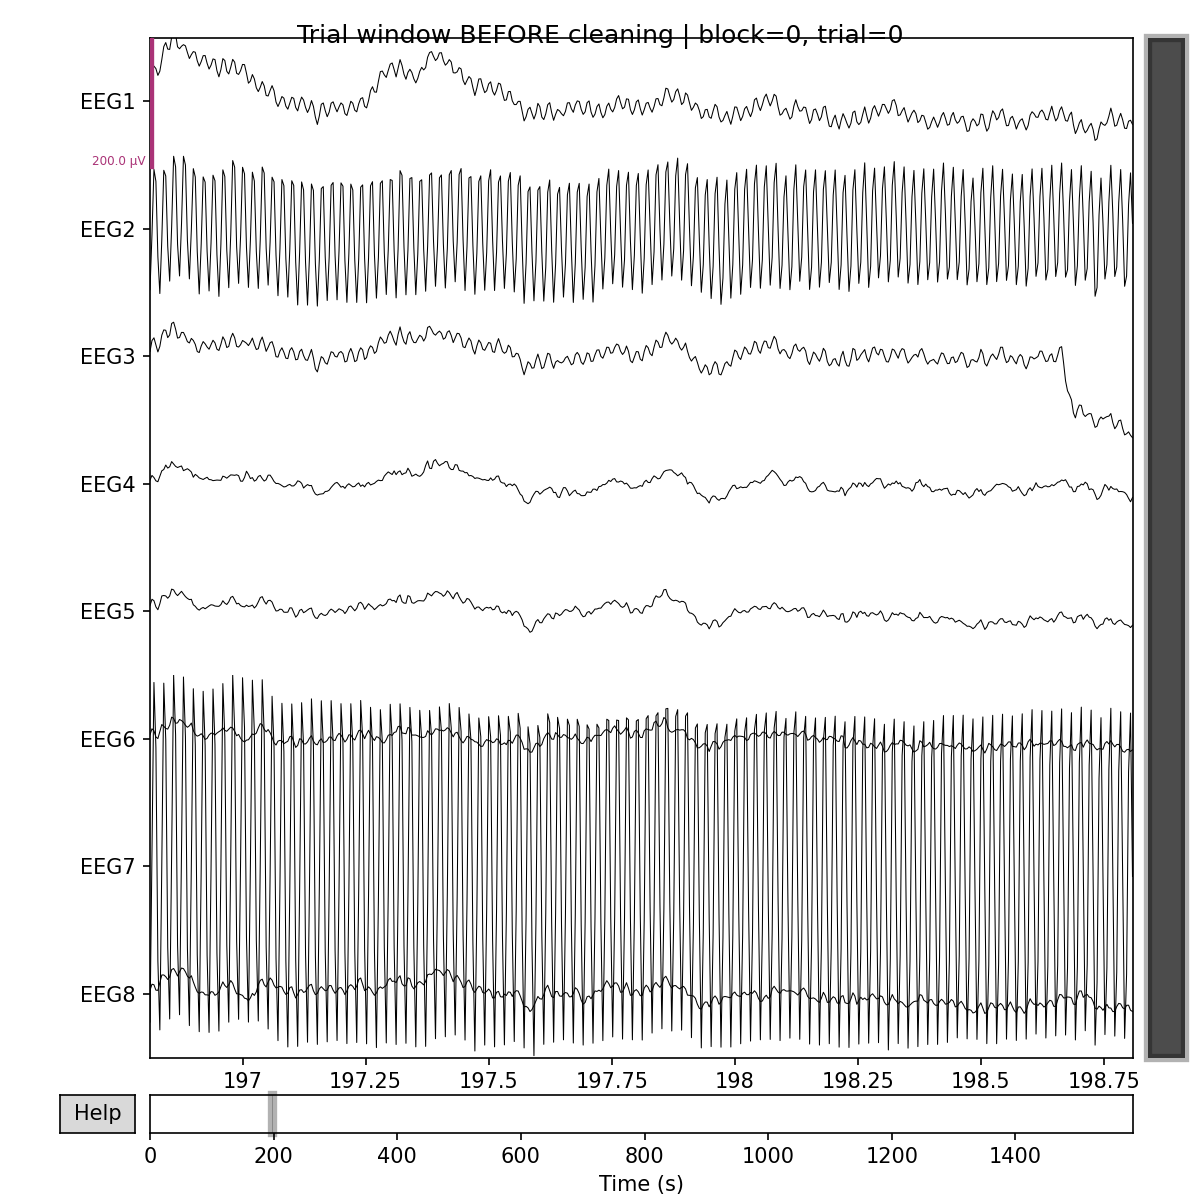 Trial window BEFORE cleaning | block=0, trial=0
EEG1
200.0 µV
EEG2
EEG3
EEG4
EEG5
EEG6
EEG7
EEG8
197 197.25 197.5 197.75 198 198.25 198.5 198.75
Help
0 200 400 600 800 1000 1200 1400
Time (s)